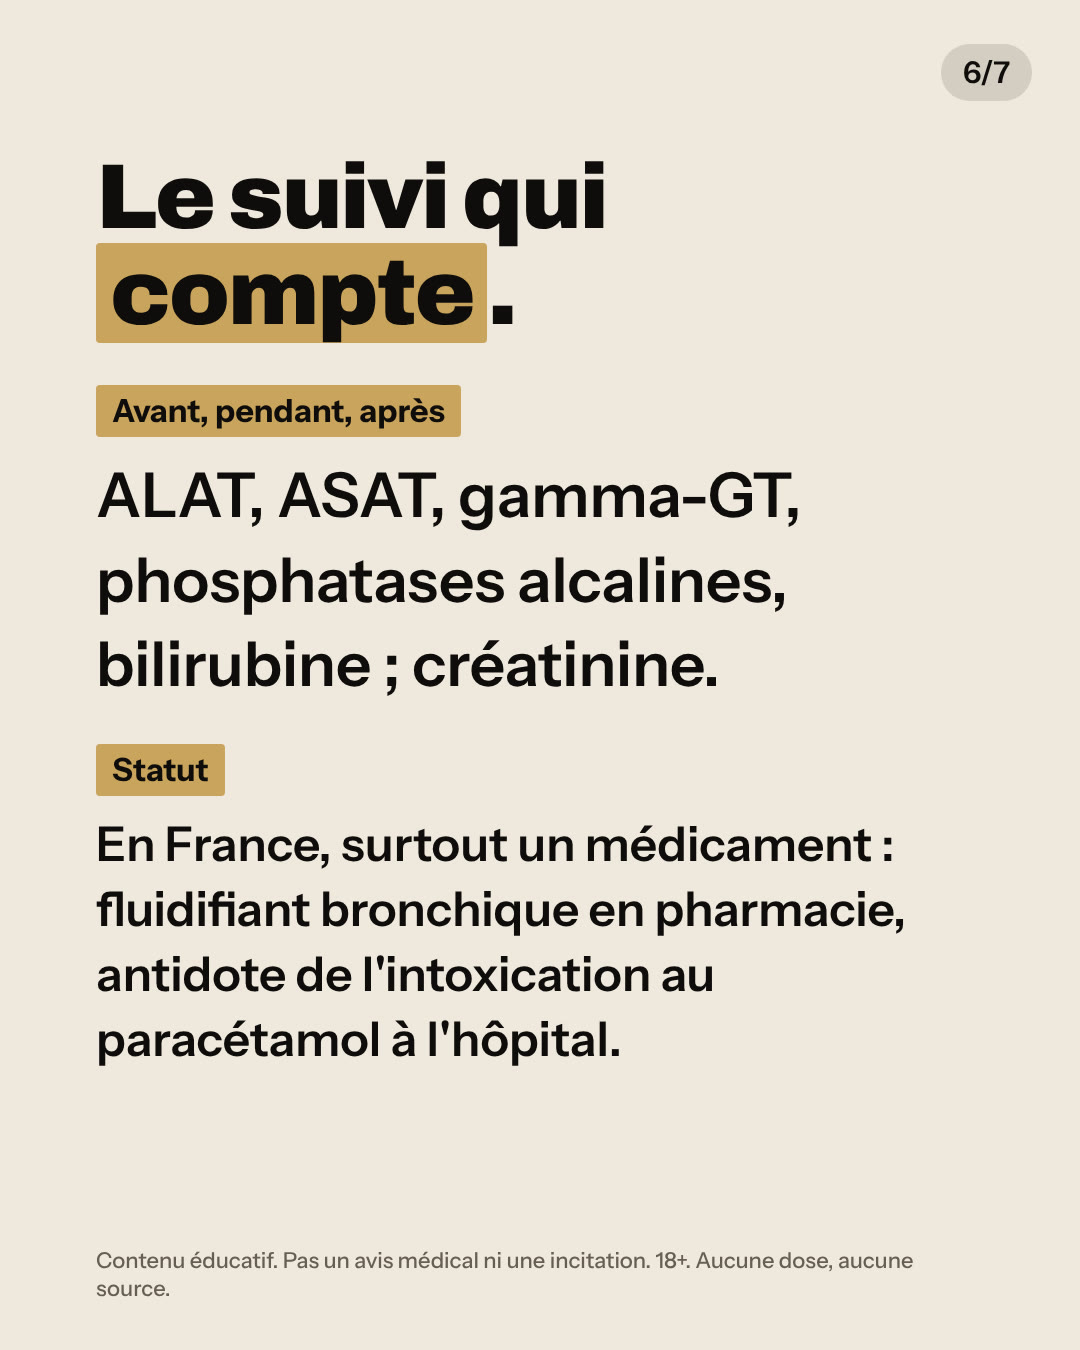 6/7
Le suivi qui
compte.
Avant, pendant, après
ALAT, ASAT, gamma-GT,
phosphatases alcalines,
bilirubine ; créatinine.
Statut
En France, surtout un médicament :
fluidifiant bronchique en pharmacie,
antidote de l'intoxication au
paracétamol à l'hôpital.
Contenu éducatif. Pas un avis médical ni une incitation. 18+. Aucune dose, aucune
source.